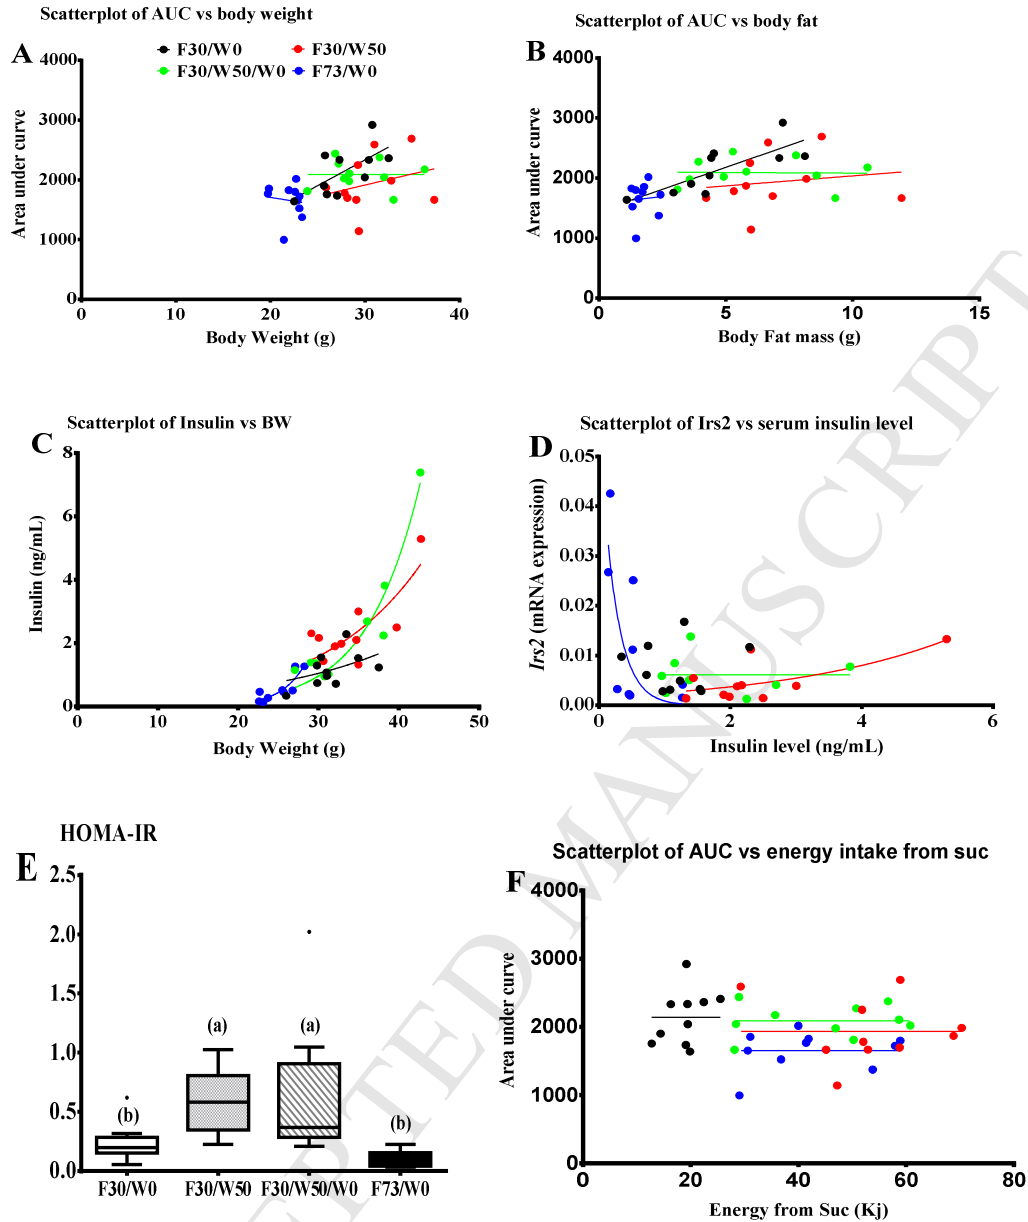 Scatterplot of AUC vs body weight
A
F30/W0
F30/W50
F30/W50/W0
F73/W0
Area under curve
4000
3000
2000
1000
0
0
10
20
30
40
Body Weight (g)
Scatterplot of AUC vs body fat
B
Area under curve
4000
3000
2000
1000
0
0
5
10
15
Body Fat mass (g)
Scatterplot of Insulin vs BW
C
Insulin (ng/mL)
8
6
4
2
0
0
10
20
30
40
50
Body Weight (g)
Scatterplot of Irs2 vs serum insulin level
D
Irs2 (mRNA expression)
0.05
0.04
0.03
0.02
0.01
0.00
0
2
4
6
Insulin level (ng/mL)
HOMA-IR
E
2.5
2.0
1.5
1.0
0.5
0.0
(b)
(a)
(a)
(b)
F30/W0
F30/W50
F30/W50/W0
F73/W0
Scatterplot of AUC vs energy intake from suc
F
Area under curve
4000
3000
2000
1000
0
0
20
40
60
80
Energy from Suc (Kj)
EPTED MANUSCRIPT